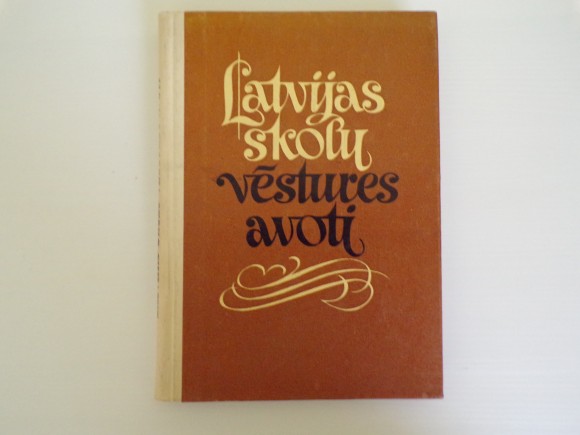 Latvijas
skolu
vēstures
avoti